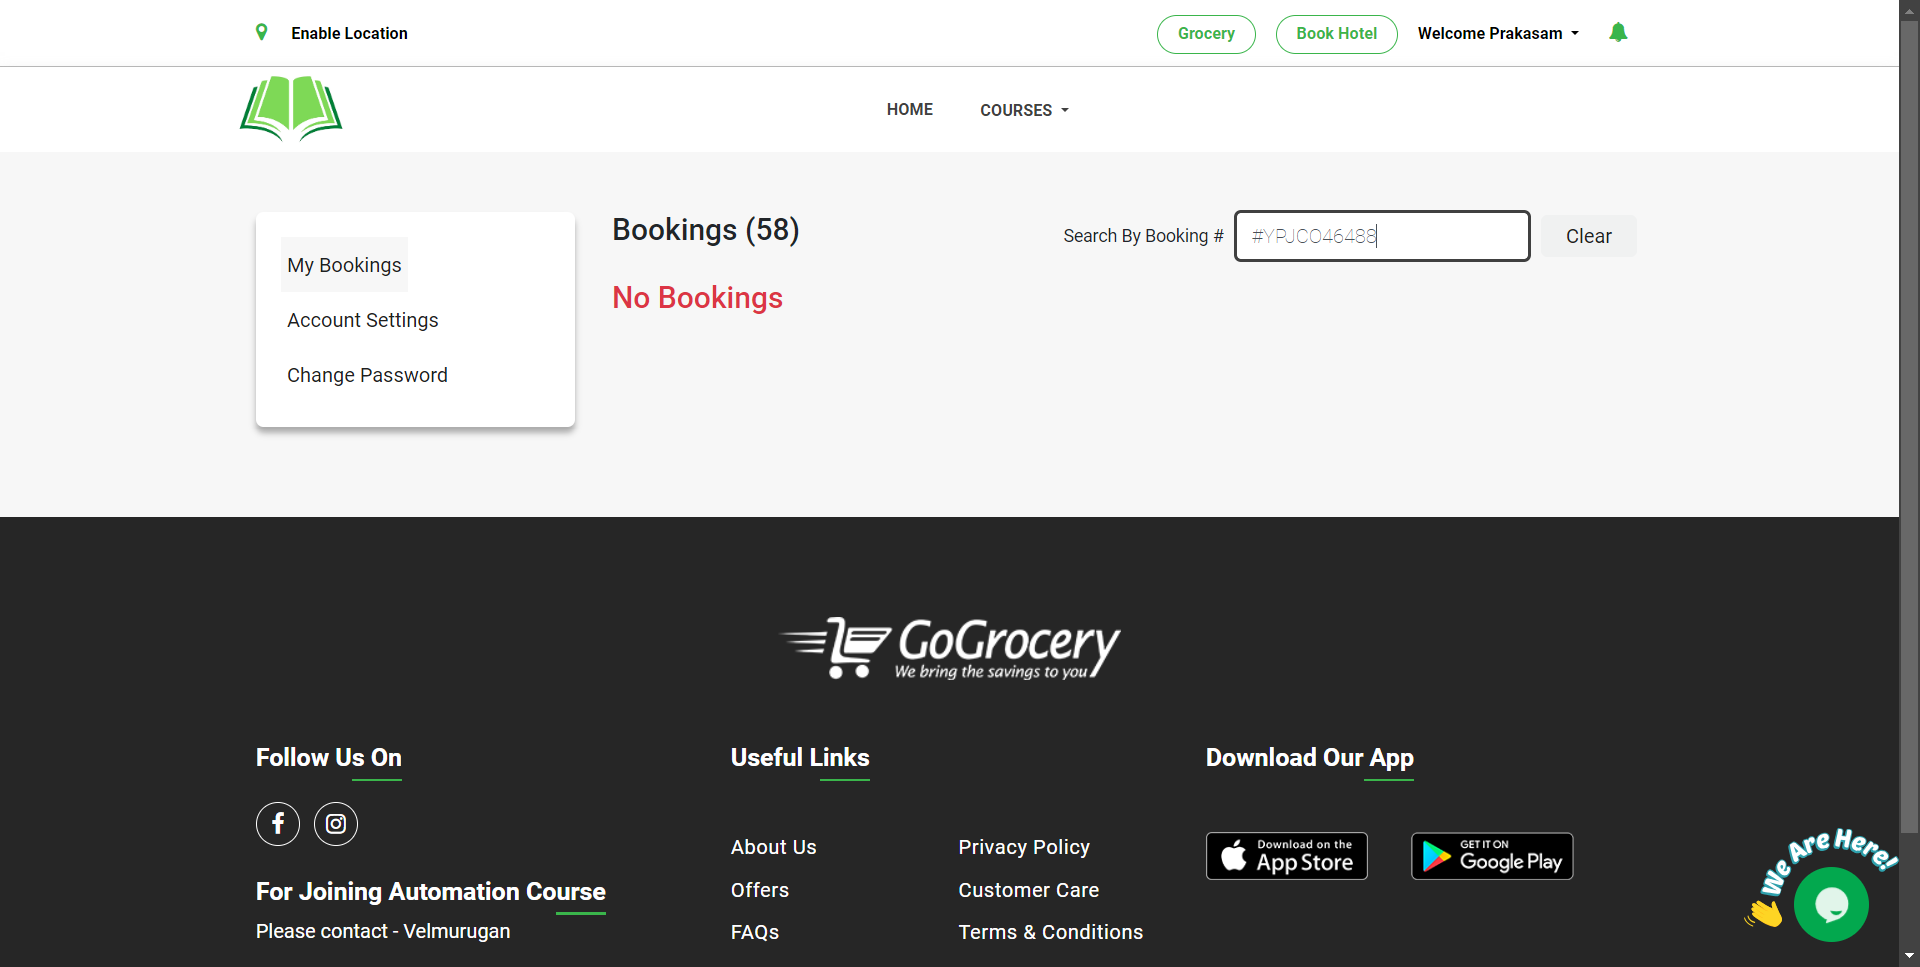 Enable Location
Grocery
Book Hotel
Welcome Prakasam
HOME
COURSES
My Bookings
Account Settings
Change Password
Bookings (58)
Search By Booking #
#YPJCO46488
Clear
No Bookings
GoGrocery
We bring the savings to you
Follow Us On
For Joining Automation Course
Please contact - Velmurugan
Useful Links
About Us
Offers
FAQs
Privacy Policy
Customer Care
Terms & Conditions
Download Our App
Download on the
App Store
GET IT ON
Google Play
We Are Here!